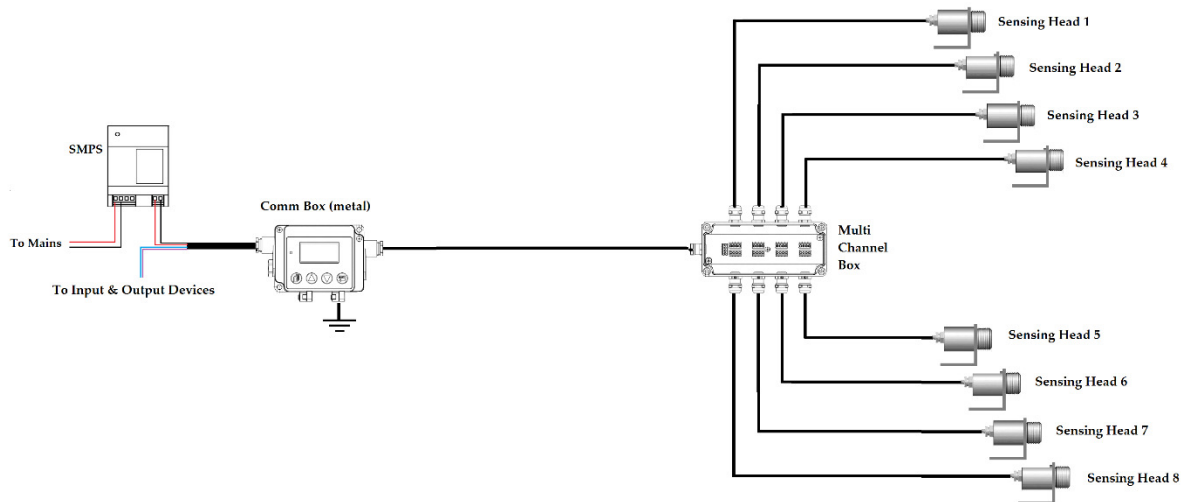 Sensing Head 1
Sensing Head 2
Sensing Head 3
Sensing Head 4
SMPS
Comm Box (metal)
To Mains
To Input & Output Devices
Multi
Channel
Box
Sensing Head 5
Sensing Head 6
Sensing Head 7
Sensing Head 8